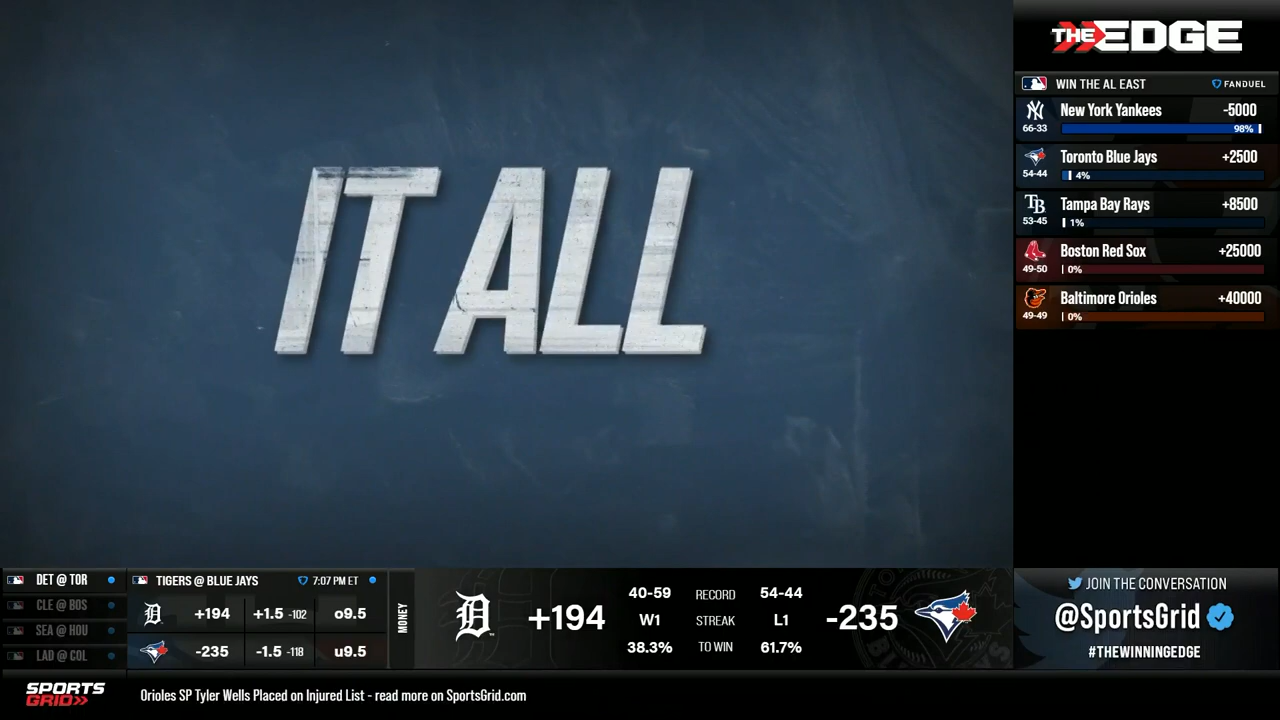 IT ALL
THE EDGE
WIN THE AL EAST FANDUEL
New York Yankees -5000
66-33 98%
Toronto Blue Jays +2500
54-44 4%
TB Tampa Bay Rays +8500
53-45 1%
Boston Red Sox +25000
49-50 0%
Baltimore Orioles +40000
49-49 0%
DET @ TOR
CLE @ BOS
SEA @ HOU
LAD @ COL
TIGERS @ BLUE JAYS 7:07 PM ET
D +194 +1.5 -102 o9.5
-235 -1.5 -118 u9.5
MONEY
D +194
40-59 RECORD 54-44
W1 STREAK L1
38.3% TO WIN 61.7%
-235
JOIN THE CONVERSATION
@SportsGrid
#THEWINNINGEDGE
SPORTS
GRID
Orioles SP Tyler Wells Placed on Injured List - read more on SportsGrid.com